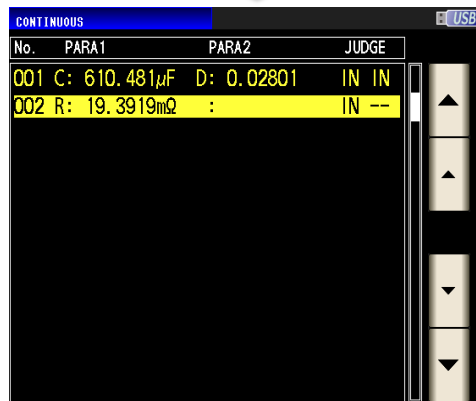 CONTINUOUS USB
No. PARA1 PARA2 JUDGE
001 C: 610.481μF D: 0.02801 IN IN
002 R: 19.3919mΩ : IN --